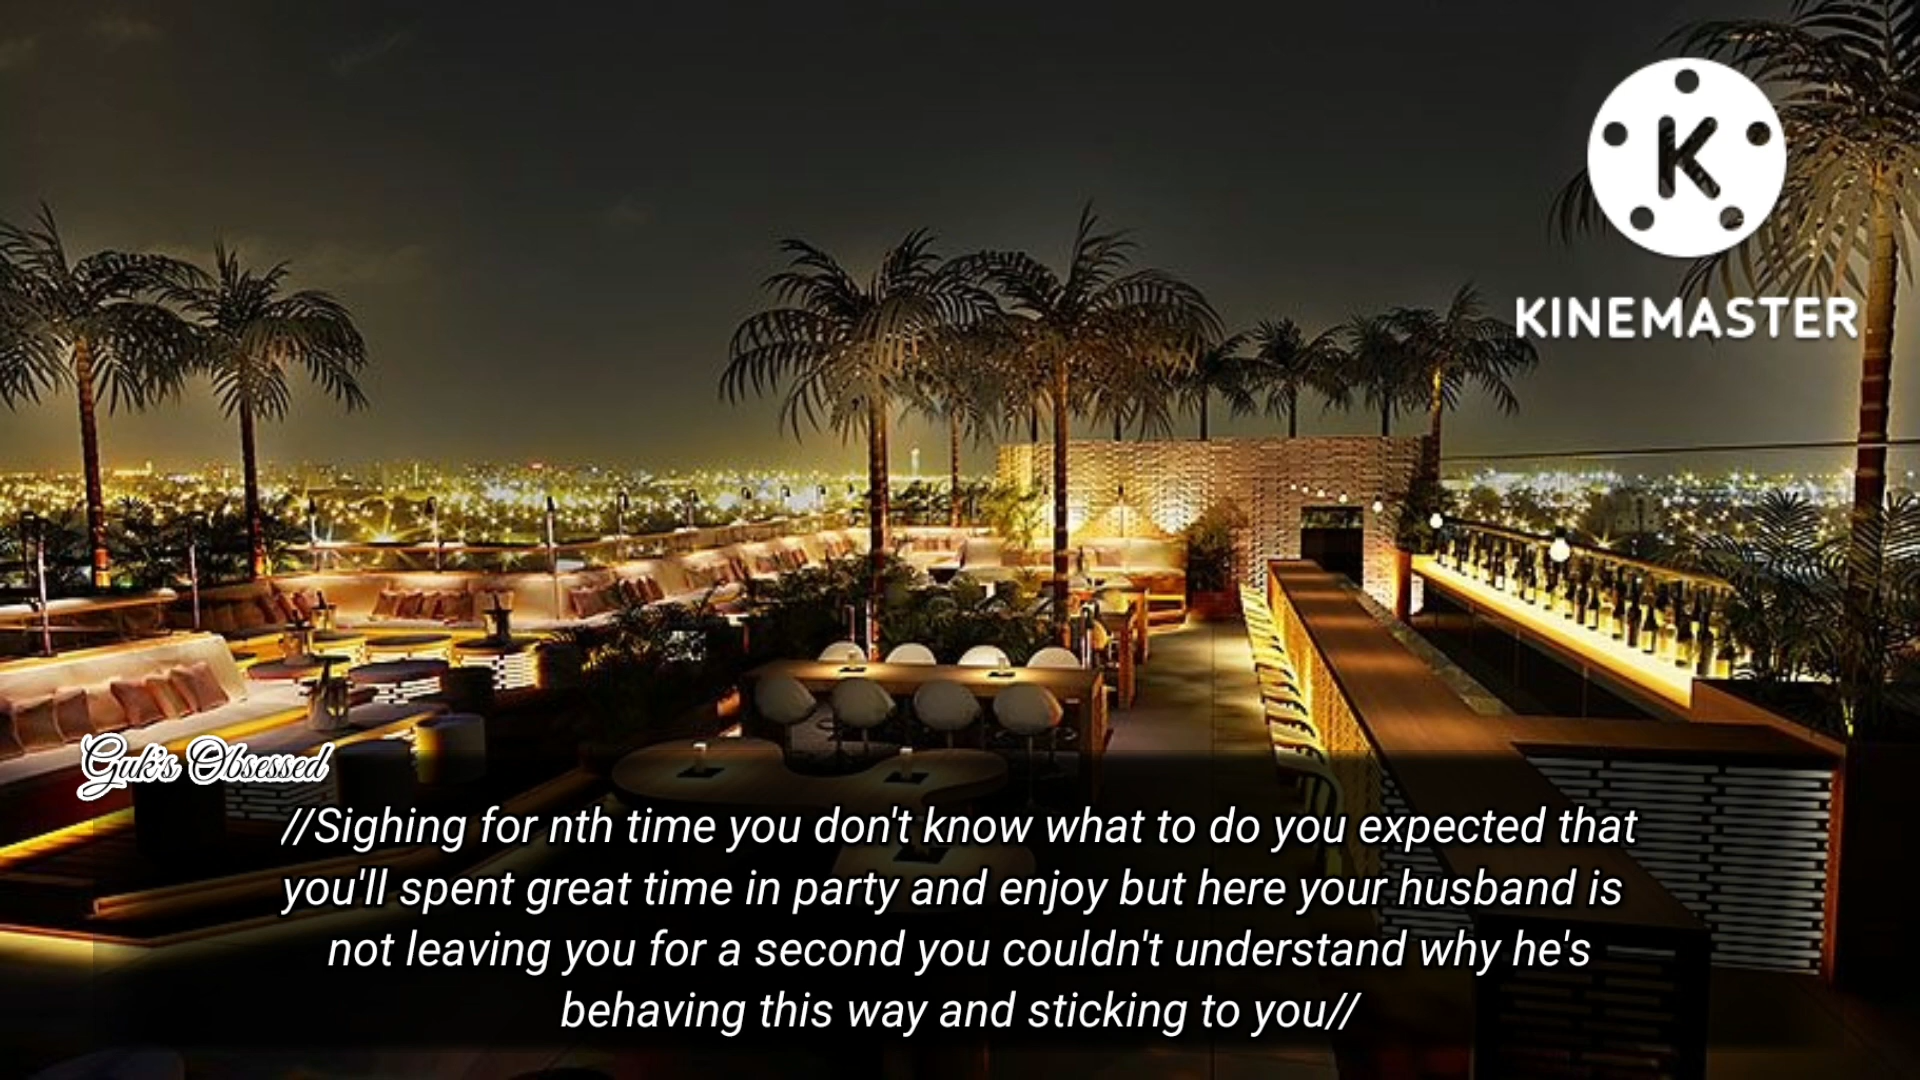 K
KINEMASTER
Guk's Obsessed
//Sighing for nth time you don't know what to do you expected that
you'll spent great time in party and enjoy but here your husband is
not leaving you for a second you couldn't understand why he's
behaving this way and sticking to you//